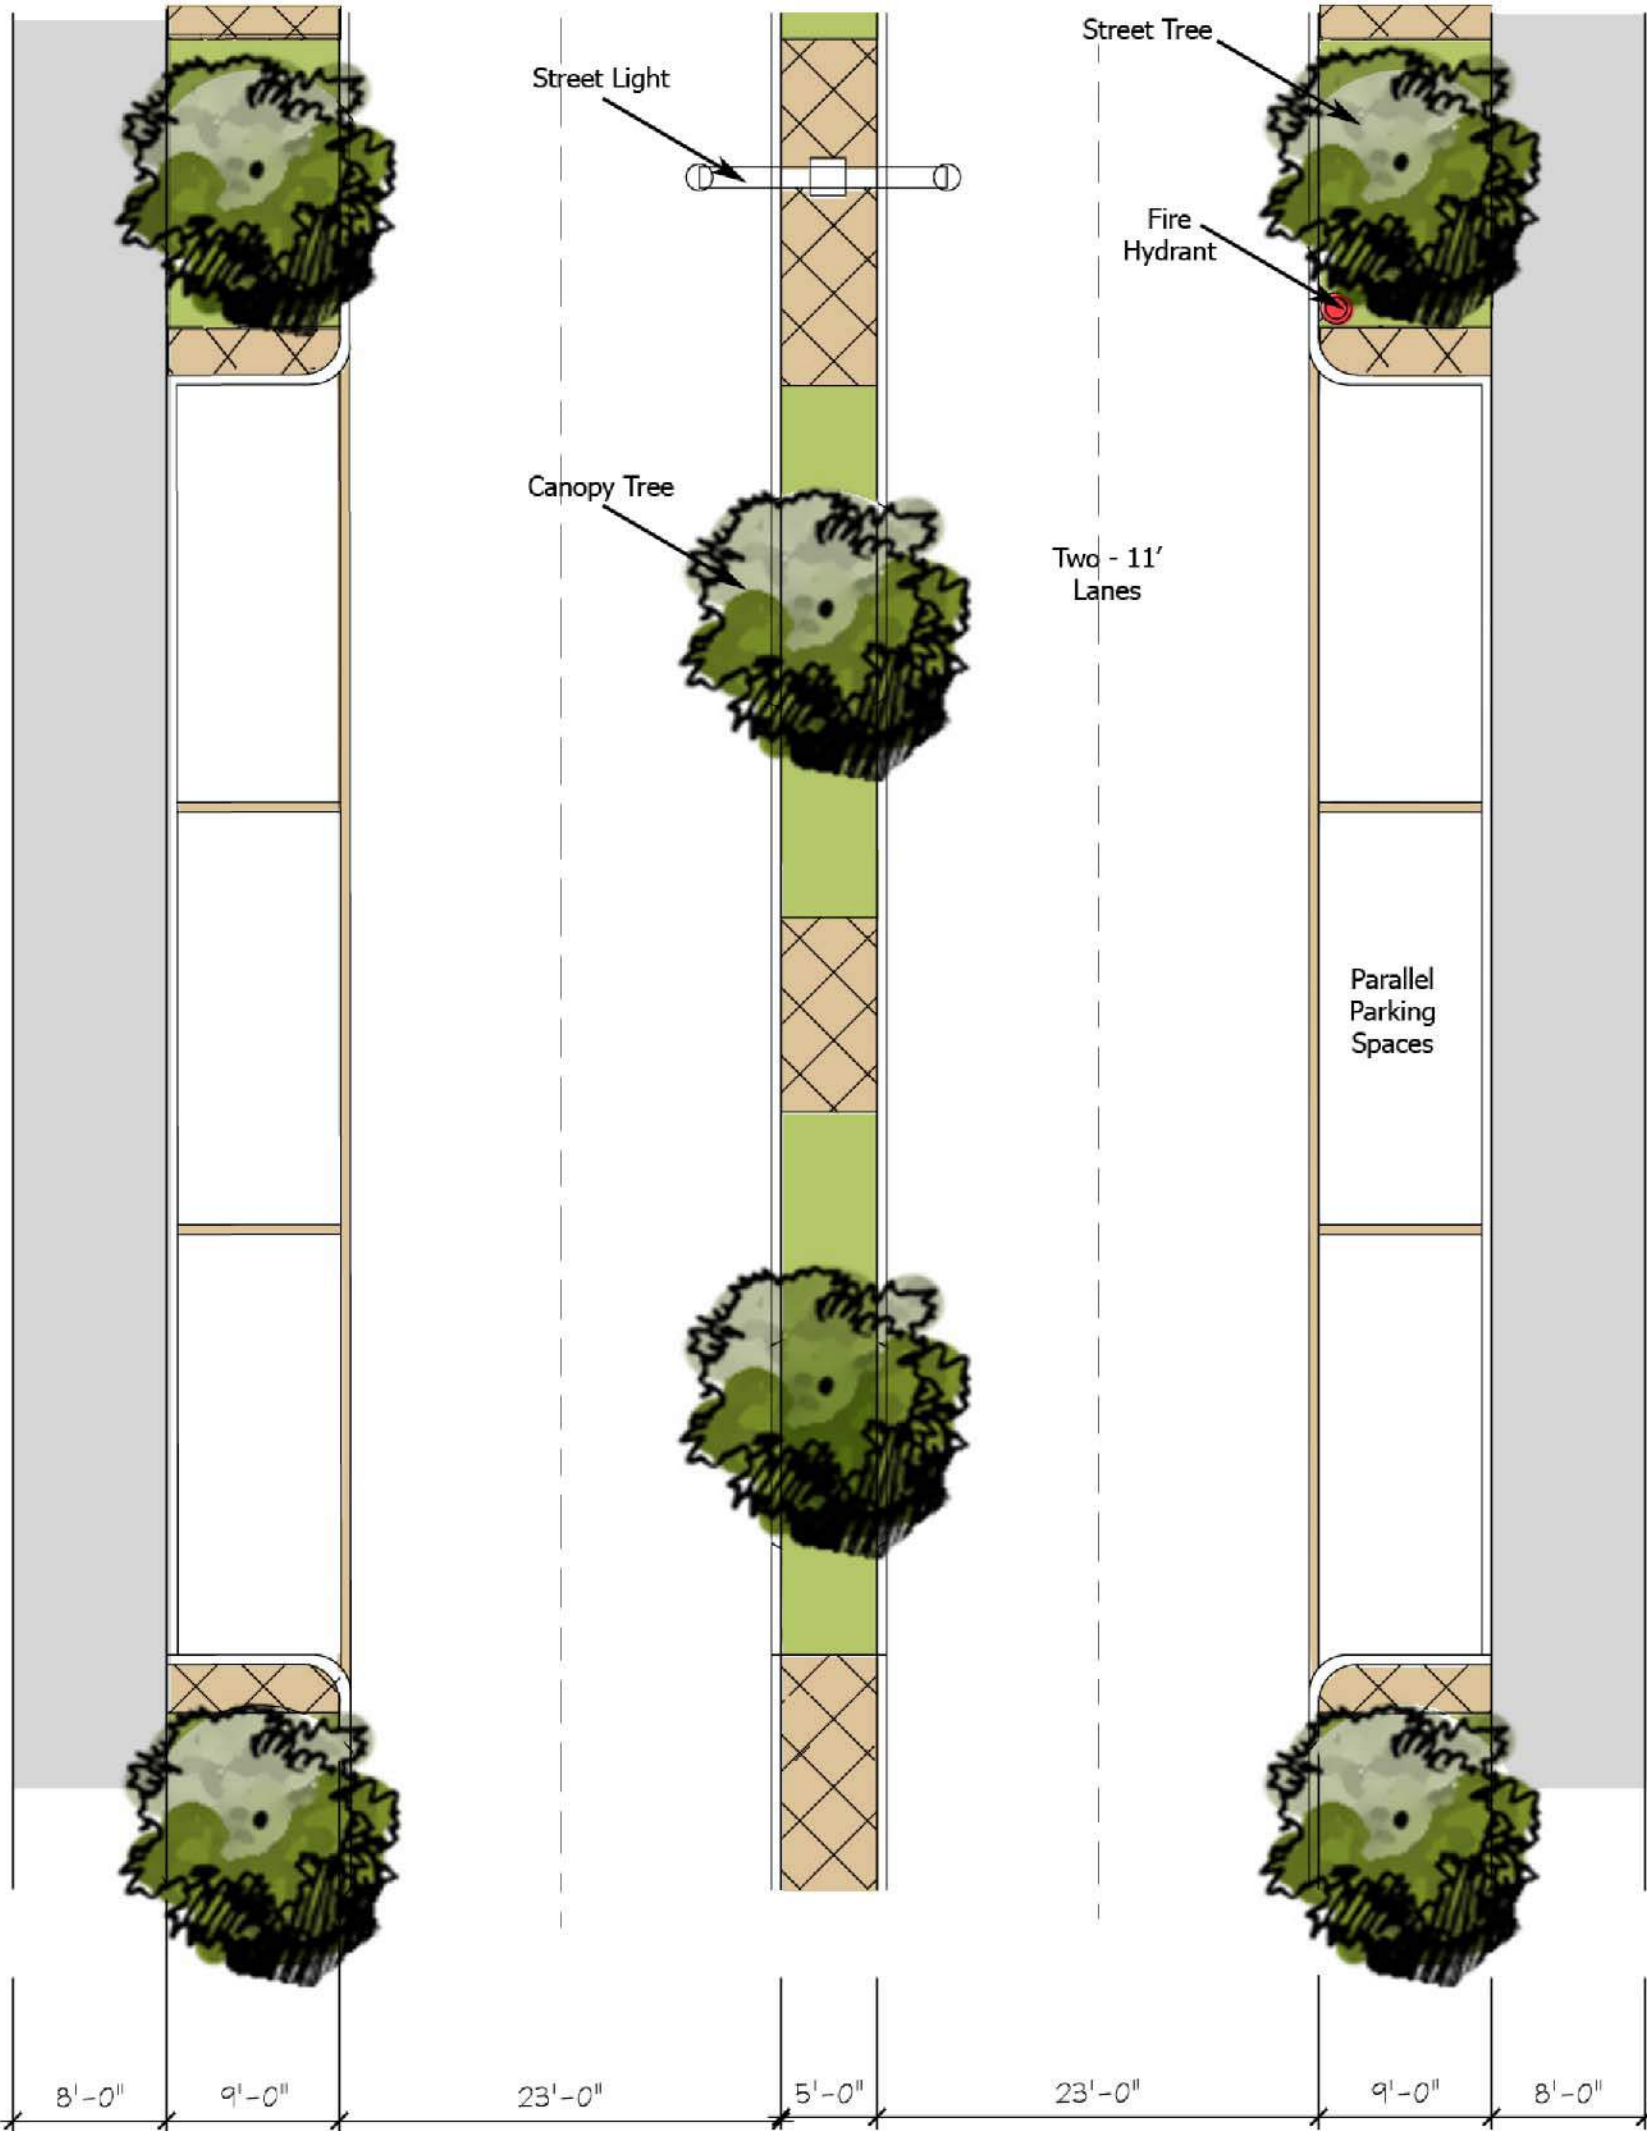 Street Tree
Street Light
Fire
Hydrant
Canopy Tree
Two - 11'
Lanes
Parallel
Parking
Spaces
8'-0" 9'-0" 23'-0" 5'-0" 23'-0" 9'-0" 8'-0"